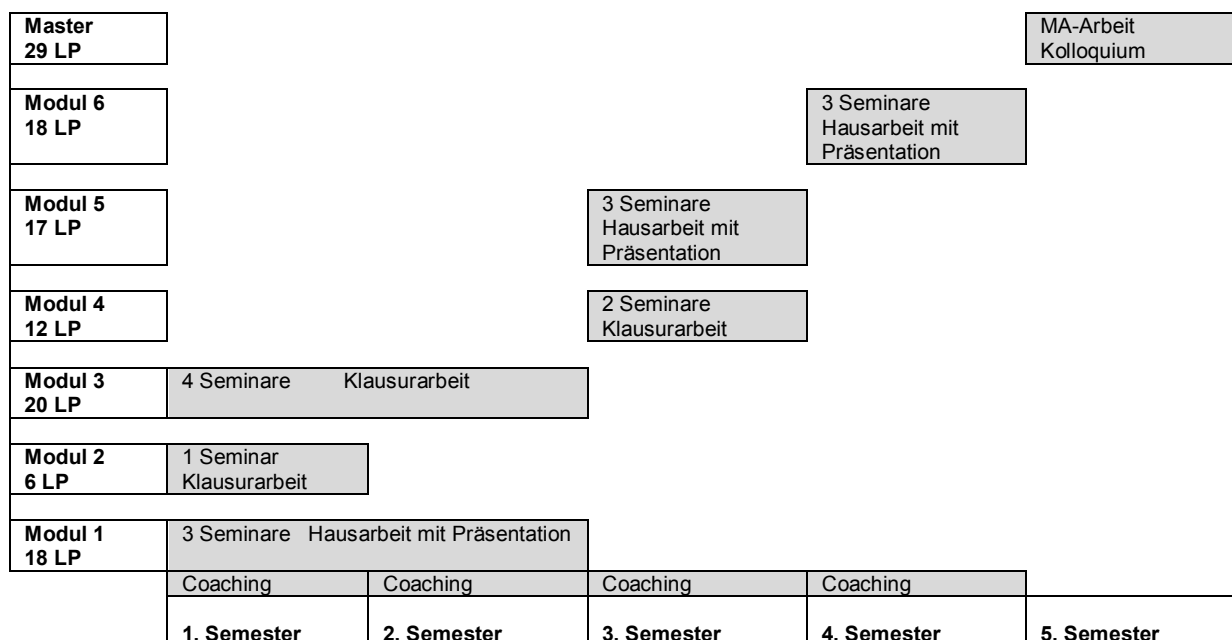 Master
29 LP
MA-Arbeit
Kolloquium
Modul 6
18 LP
3 Seminare
Hausarbeit mit
Präsentation
Modul 5
17 LP
3 Seminare
Hausarbeit mit
Präsentation
Modul 4
12 LP
2 Seminare
Klausurarbeit
Modul 3
20 LP
4 Seminare Klausurarbeit
Modul 2
6 LP
1 Seminar
Klausurarbeit
Modul 1
18 LP
3 Seminare Hausarbeit mit Präsentation
Coaching Coaching Coaching Coaching
1. Semester 2. Semester 3. Semester 4. Semester 5. Semester